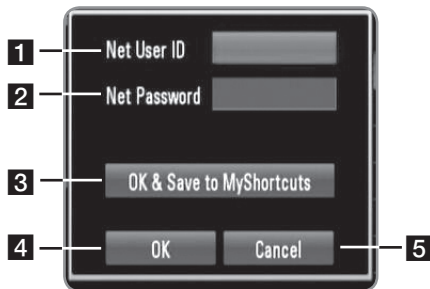 1 Net User ID
2 Net Password
3 OK & Save to MyShortcuts
4 OK Cancel 5